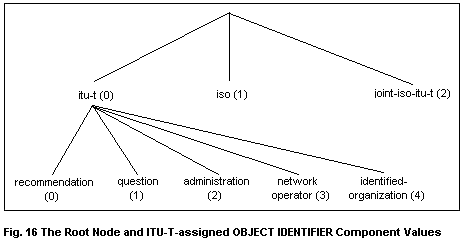 itu-t (0) iso (1) joint-iso-itu-t (2)
recommendation question administration network identified-
(0) (1) (2) operator (3) organization (4)
Fig. 16 The Root Node and ITU-T-assigned OBJECT IDENTIFIER Component Values